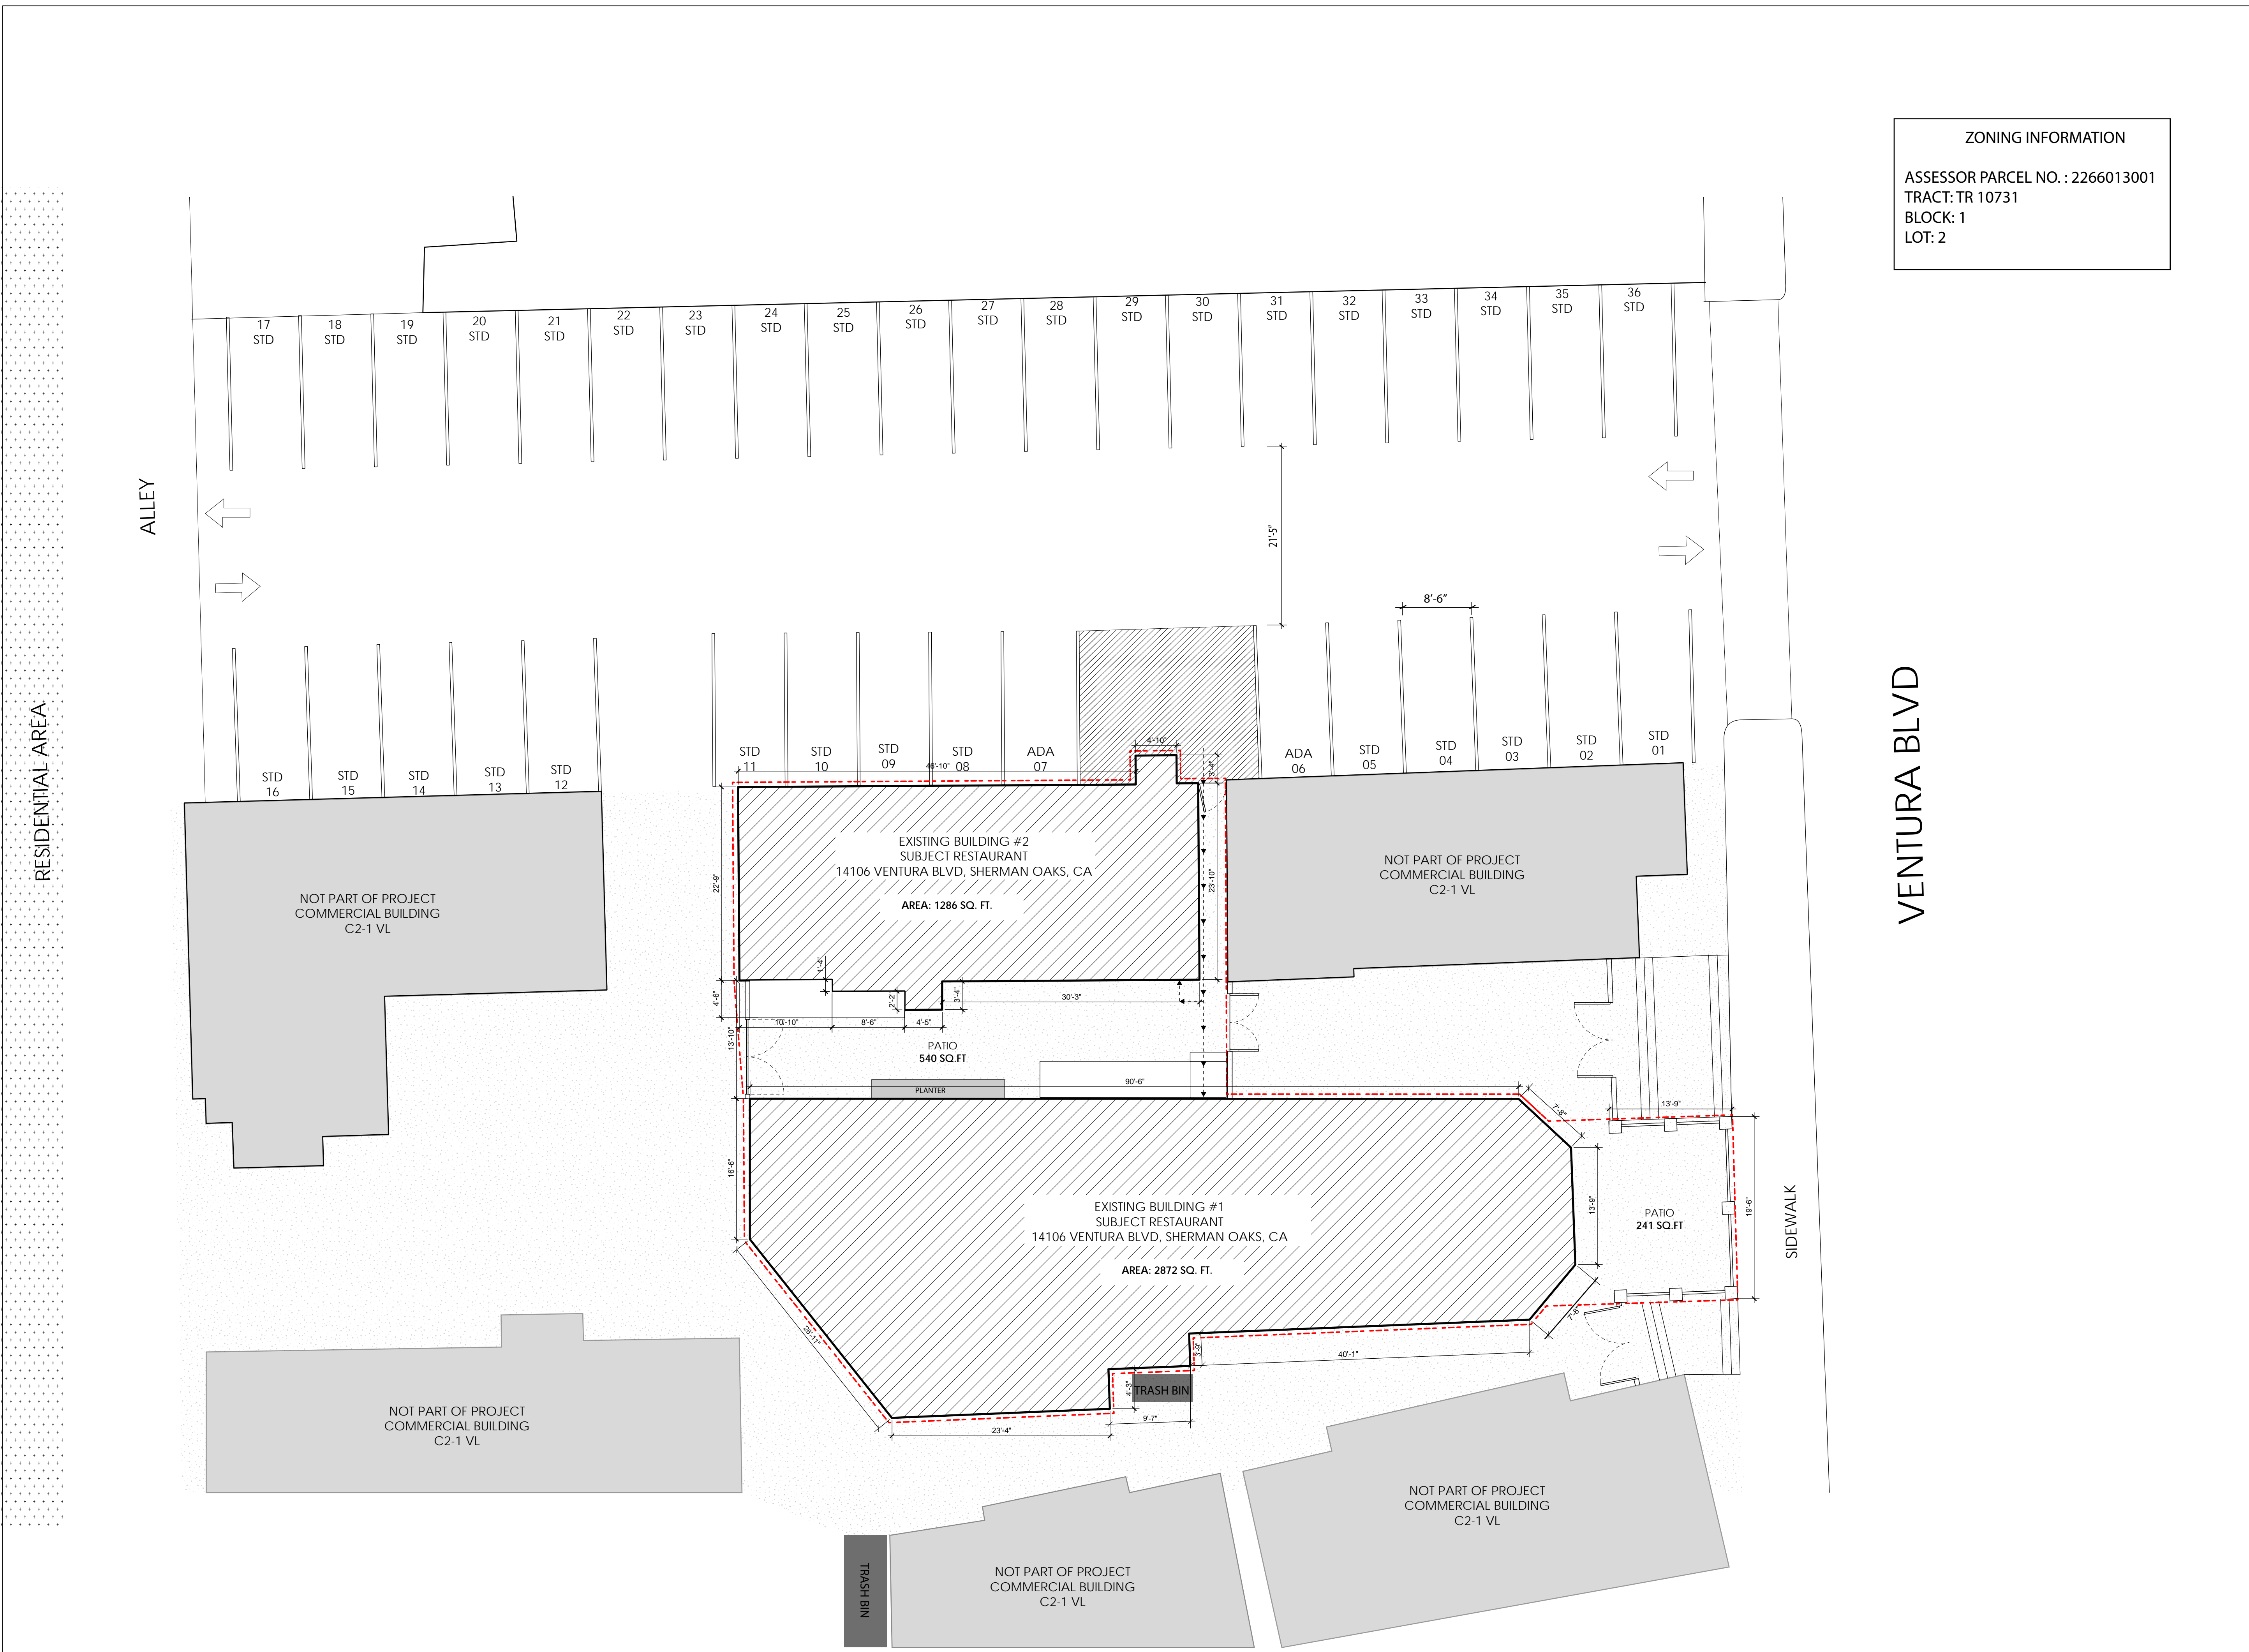 ZONING INFORMATION
ASSESSOR PARCEL NO. : 2266013001
TRACT: TR 10731
BLOCK: 1
LOT: 2
17
STD
18
STD
19
STD
20
STD
21
STD
22
STD
23
STD
24
STD
25
STD
26
STD
27
STD
28
STD
29
STD
30
STD
31
STD
32
STD
33
STD
34
STD
35
STD
36
STD
ALLEY
RESIDENTIAL AREA
21'-5"
8'-6"
VENTURA BLVD
STD
16
STD
15
STD
14
STD
13
STD
12
STD
11
STD
10
STD
09
STD
08
ADA
07
ADA
06
STD
05
STD
04
STD
03
STD
02
STD
01
46'-10"
4'-10"
3'-4"
EXISTING BUILDING #2
SUBJECT RESTAURANT
14106 VENTURA BLVD, SHERMAN OAKS, CA
AREA: 1286 SQ. FT.
22'-9"
23'-10"
NOT PART OF PROJECT
COMMERCIAL BUILDING
C2-1 VL
NOT PART OF PROJECT
COMMERCIAL BUILDING
C2-1 VL
1'-4"
4'-6"
2'-2"
3'-4"
30'-3"
10'-10"
8'-6"
4'-5"
13'-10"
PATIO
540 SQ.FT
PLANTER
90'-6"
7'-8"
13'-9"
16'-6"
EXISTING BUILDING #1
SUBJECT RESTAURANT
14106 VENTURA BLVD, SHERMAN OAKS, CA
AREA: 2872 SQ. FT.
13'-9"
PATIO
241 SQ.FT
19'-6"
SIDEWALK
7'-8"
26'-11"
3'-9"
40'-1"
4'-3"
TRASH BIN
9'-7"
23'-4"
NOT PART OF PROJECT
COMMERCIAL BUILDING
C2-1 VL
NOT PART OF PROJECT
COMMERCIAL BUILDING
C2-1 VL
TRASH BIN
NOT PART OF PROJECT
COMMERCIAL BUILDING
C2-1 VL